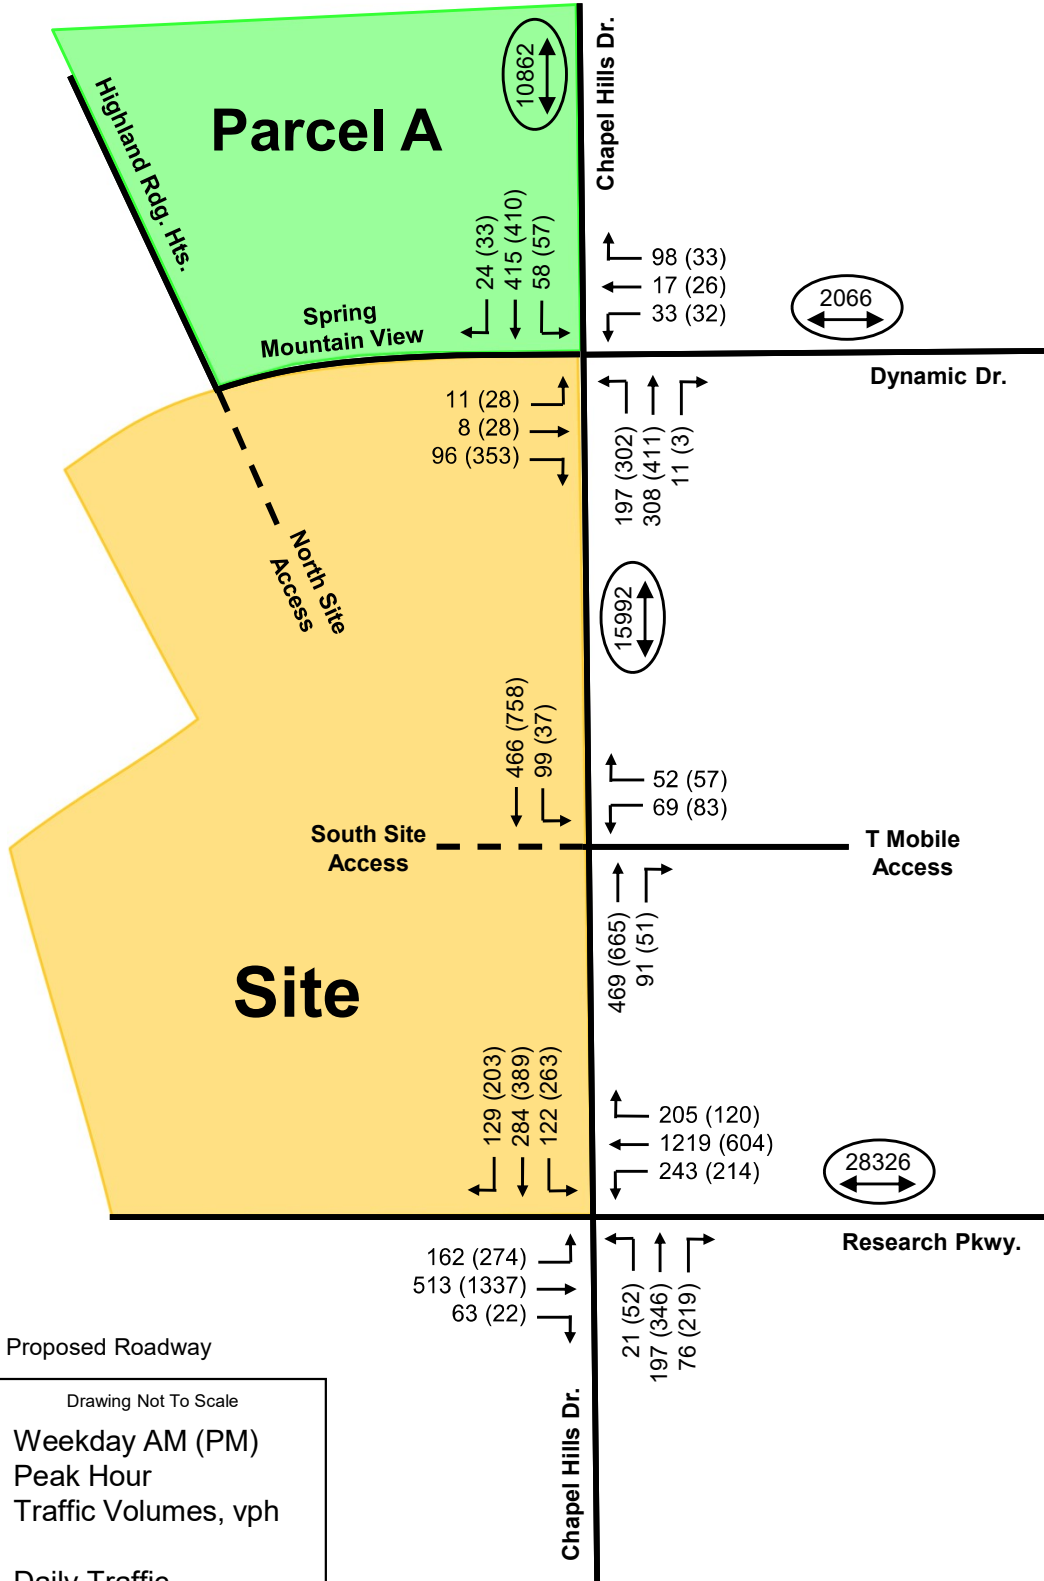 10862
Chapel Hills Dr.
Parcel A
Highland Rdg. Hts.
24 (33)
415 (410)
58 (57)
98 (33)
17 (26)
33 (32)
2066
Spring
Mountain View
Dynamic Dr.
11 (28)
8 (28)
96 (353)
197 (302)
308 (411)
11 (3)
North Site
Access
15992
466 (758)
99 (37)
52 (57)
69 (83)
South Site
Access
T Mobile
Access
469 (665)
91 (51)
Site
129 (203)
284 (389)
122 (263)
205 (120)
1219 (604)
243 (214)
28326
Research Pkwy.
162 (274)
513 (1337)
63 (22)
21 (52)
197 (346)
76 (219)
Proposed Roadway
Drawing Not To Scale
Weekday AM (PM)
Peak Hour
Traffic Volumes, vph
Daily Traffic
Chapel Hills Dr.